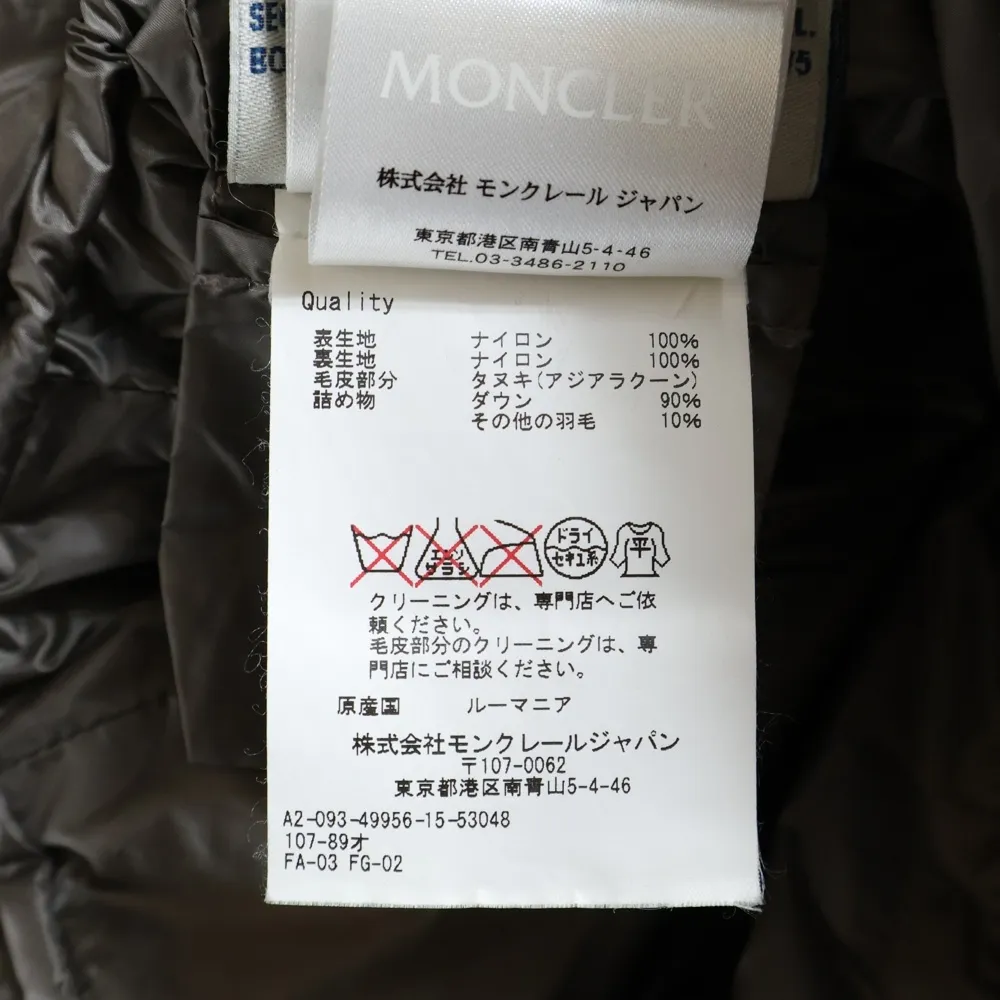 SE
BO
L.
75
MONCLER
株式会社 モンクレール ジャパン
東京都港区南青山5-4-46
TEL.03-3486-2110
Quality
表生地 ナイロン 100%
裏生地 ナイロン 100%
毛皮部分 タヌキ(アジアラクーン)
詰め物 ダウン 90%
その他の羽毛 10%
エンソ
サラシ
ドライ
セキユ系
平
クリーニングは、専門店へご依
頼ください。
毛皮部分のクリーニングは、専
門店にご相談ください。
原産国 ルーマニア
株式会社モンクレールジャパン
〒107-0062
東京都港区南青山5-4-46
A2-093-49956-15-53048
107-89オ
FA-03 FG-02